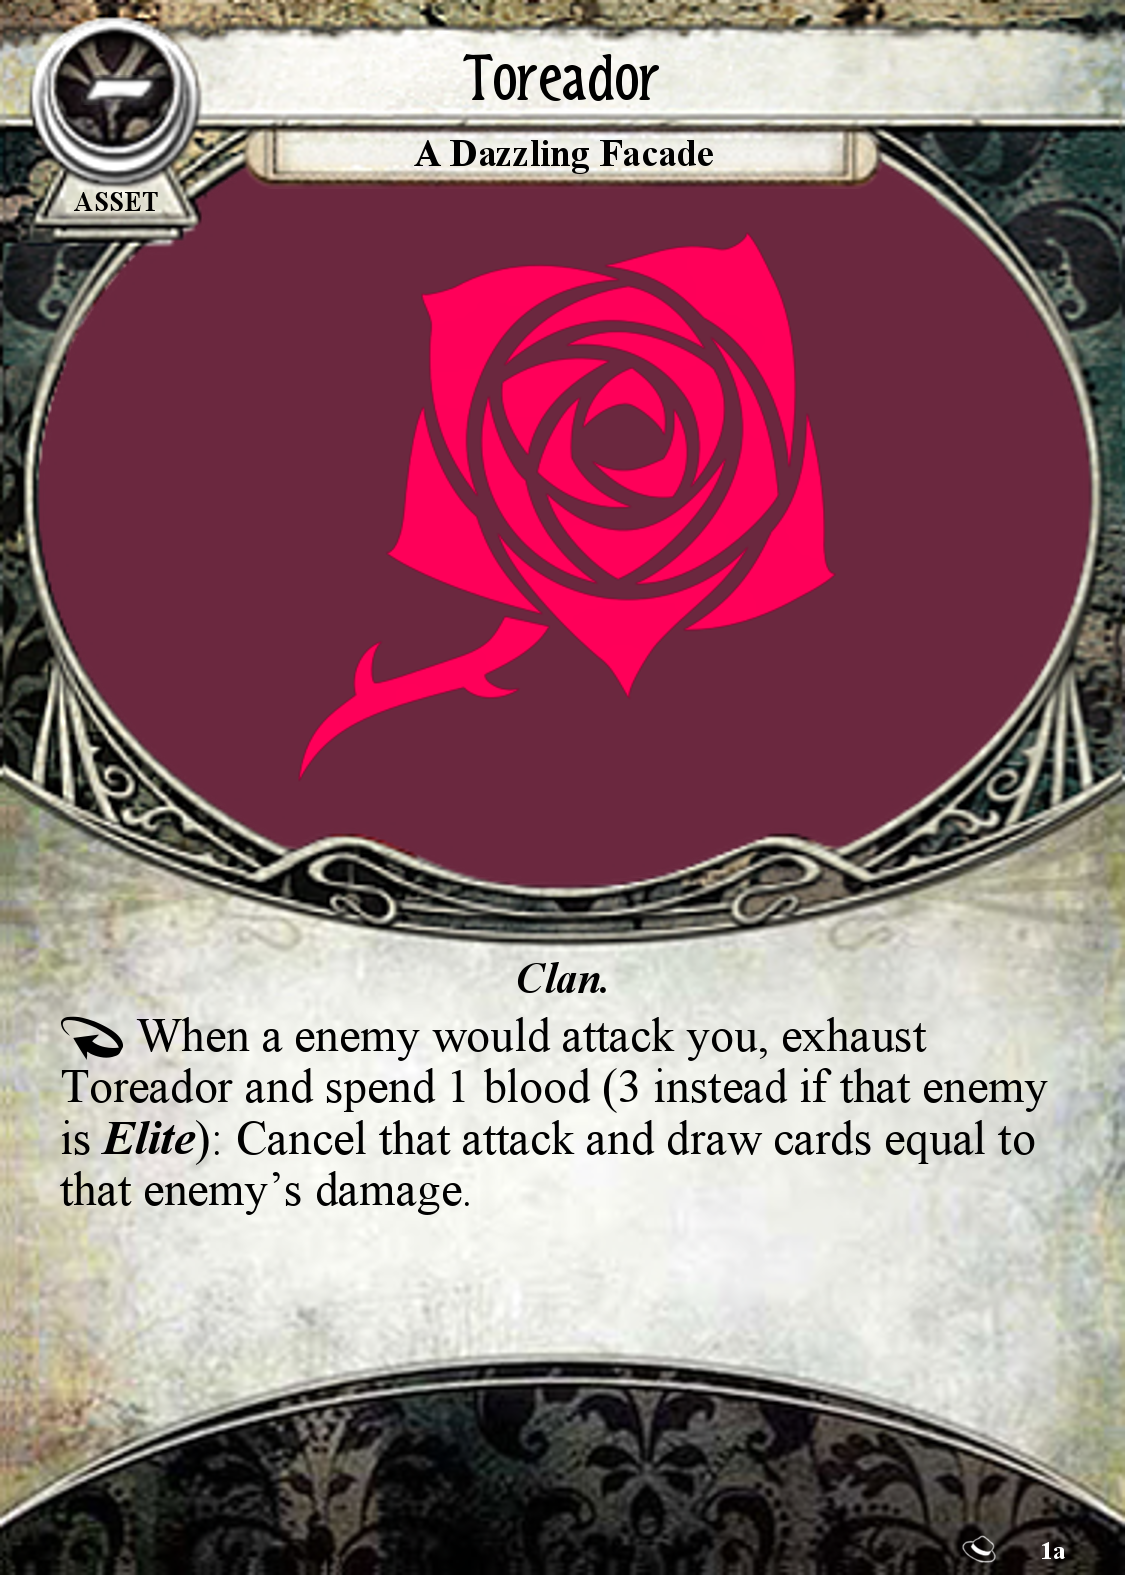 Toreador
A Dazzling Facade
ASSET
Clan.
When a enemy would attack you, exhaust
Toreador and spend 1 blood (3 instead if that enemy
is Elite): Cancel that attack and draw cards equal to
that enemy’s damage.
1a